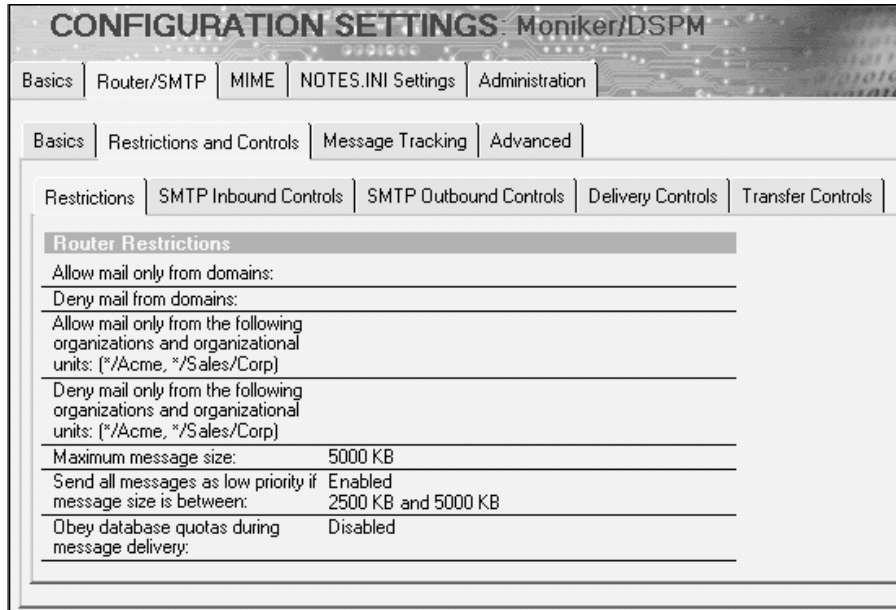 CONFIGURATION SETTINGS: Moniker/DSPM
Basics Router/SMTP MIME NOTES.INI Settings Administration
Basics Restrictions and Controls Message Tracking Advanced
Restrictions SMTP Inbound Controls SMTP Outbound Controls Delivery Controls Transfer Controls
Router Restrictions
Allow mail only from domains:
Deny mail from domains:
Allow mail only from the following
organizations and organizational
units: (*/Acme, */Sales/Corp)
Deny mail only from the following
organizations and organizational
units: (*/Acme, */Sales/Corp)
Maximum message size: 5000 KB
Send all messages as low priority if Enabled
message size is between: 2500 KB and 5000 KB
Obey database quotas during Disabled
message delivery: